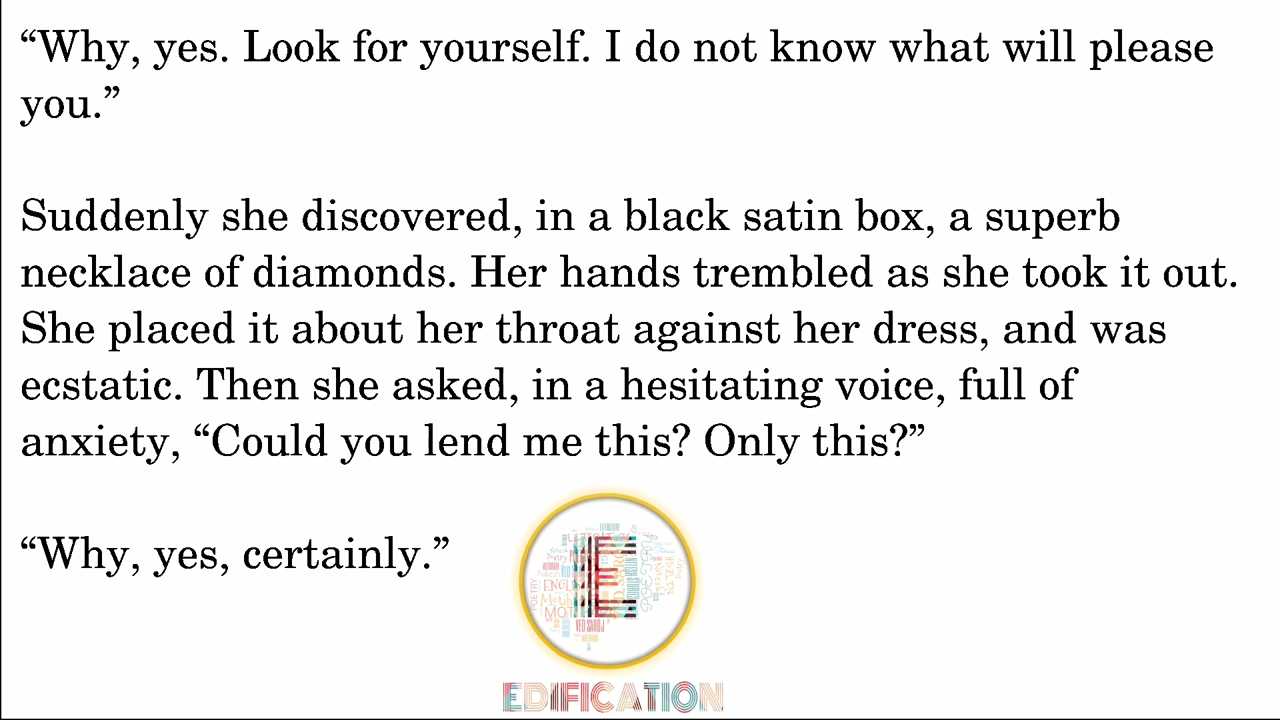 “Why, yes. Look for yourself. I do not know what will please
you.”
Suddenly she discovered, in a black satin box, a superb
necklace of diamonds. Her hands trembled as she took it out.
She placed it about her throat against her dress, and was
ecstatic. Then she asked, in a hesitating voice, full of
anxiety, “Could you lend me this? Only this?”
“Why, yes, certainly.”
EDIFICATION